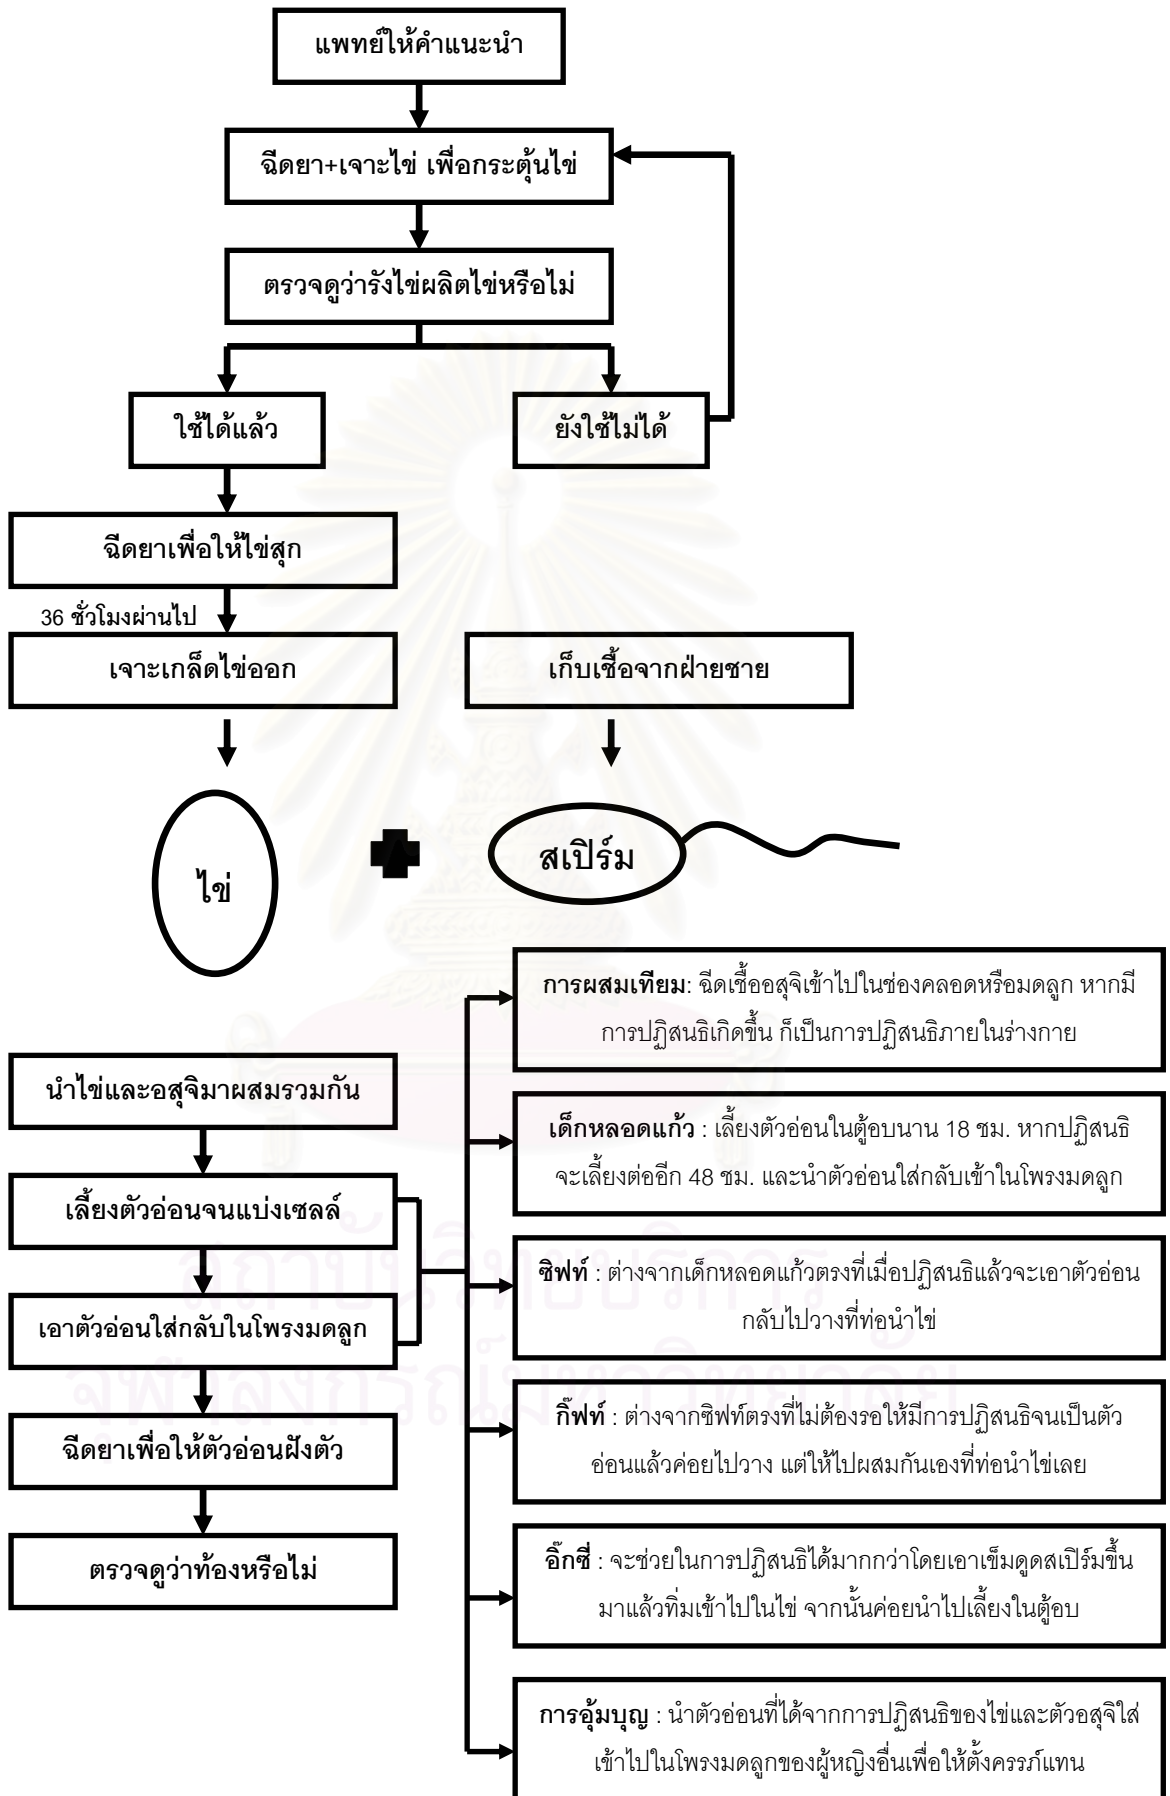 แพทย์ให้คำแนะนำ
ฉีดยา+เจาะไข่ เพื่อกระตุ้นไข่
ตรวจดูว่ารังไข่ผลิตไข่หรือไม่
ใช้ได้แล้ว
ยังใช้ไม่ได้
ฉีดยาเพื่อให้ไข่สุก
36 ชั่วโมงผ่านไป
เจาะเกล็ดไข่ออก
เก็บเชื้อจากฝ่ายชาย
ไข่
สเปิร์ม
นำไข่และอสุจิมาผสมรวมกัน
เลี้ยงตัวอ่อนจนแบ่งเซลล์
เอาตัวอ่อนใส่กลับในโพรงมดลูก
ฉีดยาเพื่อให้ตัวอ่อนฝังตัว
ตรวจดูว่าท้องหรือไม่
การผสมเทียม: ฉีดเชื้ออสุจิเข้าไปในช่องคลอดหรือมดลูก หากมี
การปฏิสนธิเกิดขึ้น ก็เป็นการปฏิสนธิภายในร่างกาย
เด็กหลอดแก้ว : เลี้ยงตัวอ่อนในตู้อบนาน 18 ชม. หากปฏิสนธิ
จะเลี้ยงต่ออีก 48 ชม. และนำตัวอ่อนใส่กลับเข้าในโพรงมดลูก
ซิฟท์ : ต่างจากเด็กหลอดแก้วตรงที่เมื่อปฏิสนธิแล้วจะเอาตัวอ่อน
กลับไปวางที่ท่อนำไข่
กิ๊ฟท์ : ต่างจากซิฟท์ตรงที่ไม่ต้องรอให้มีการปฏิสนธิจนเป็นตัว
อ่อนแล้วค่อยไปวาง แต่ให้ไปผสมกันเองที่ท่อนำไข่เลย
อิ๊กซี่ : จะช่วยในการปฏิสนธิได้มากกว่าโดยเอาเข็มดูดสเปิร์มขึ้น
มาแล้วทิ่มเข้าไปในไข่ จากนั้นค่อยนำไปเลี้ยงในตู้อบ
การอุ้มบุญ : นำตัวอ่อนที่ได้จากการปฏิสนธิของไข่และตัวอสุจิใส่
เข้าไปในโพรงมดลูกของผู้หญิงอื่นเพื่อให้ตั้งครรภ์แทน
สถาบันวิทยบริการ
จุฬาลงกรณ์มหาวิทยาลัย